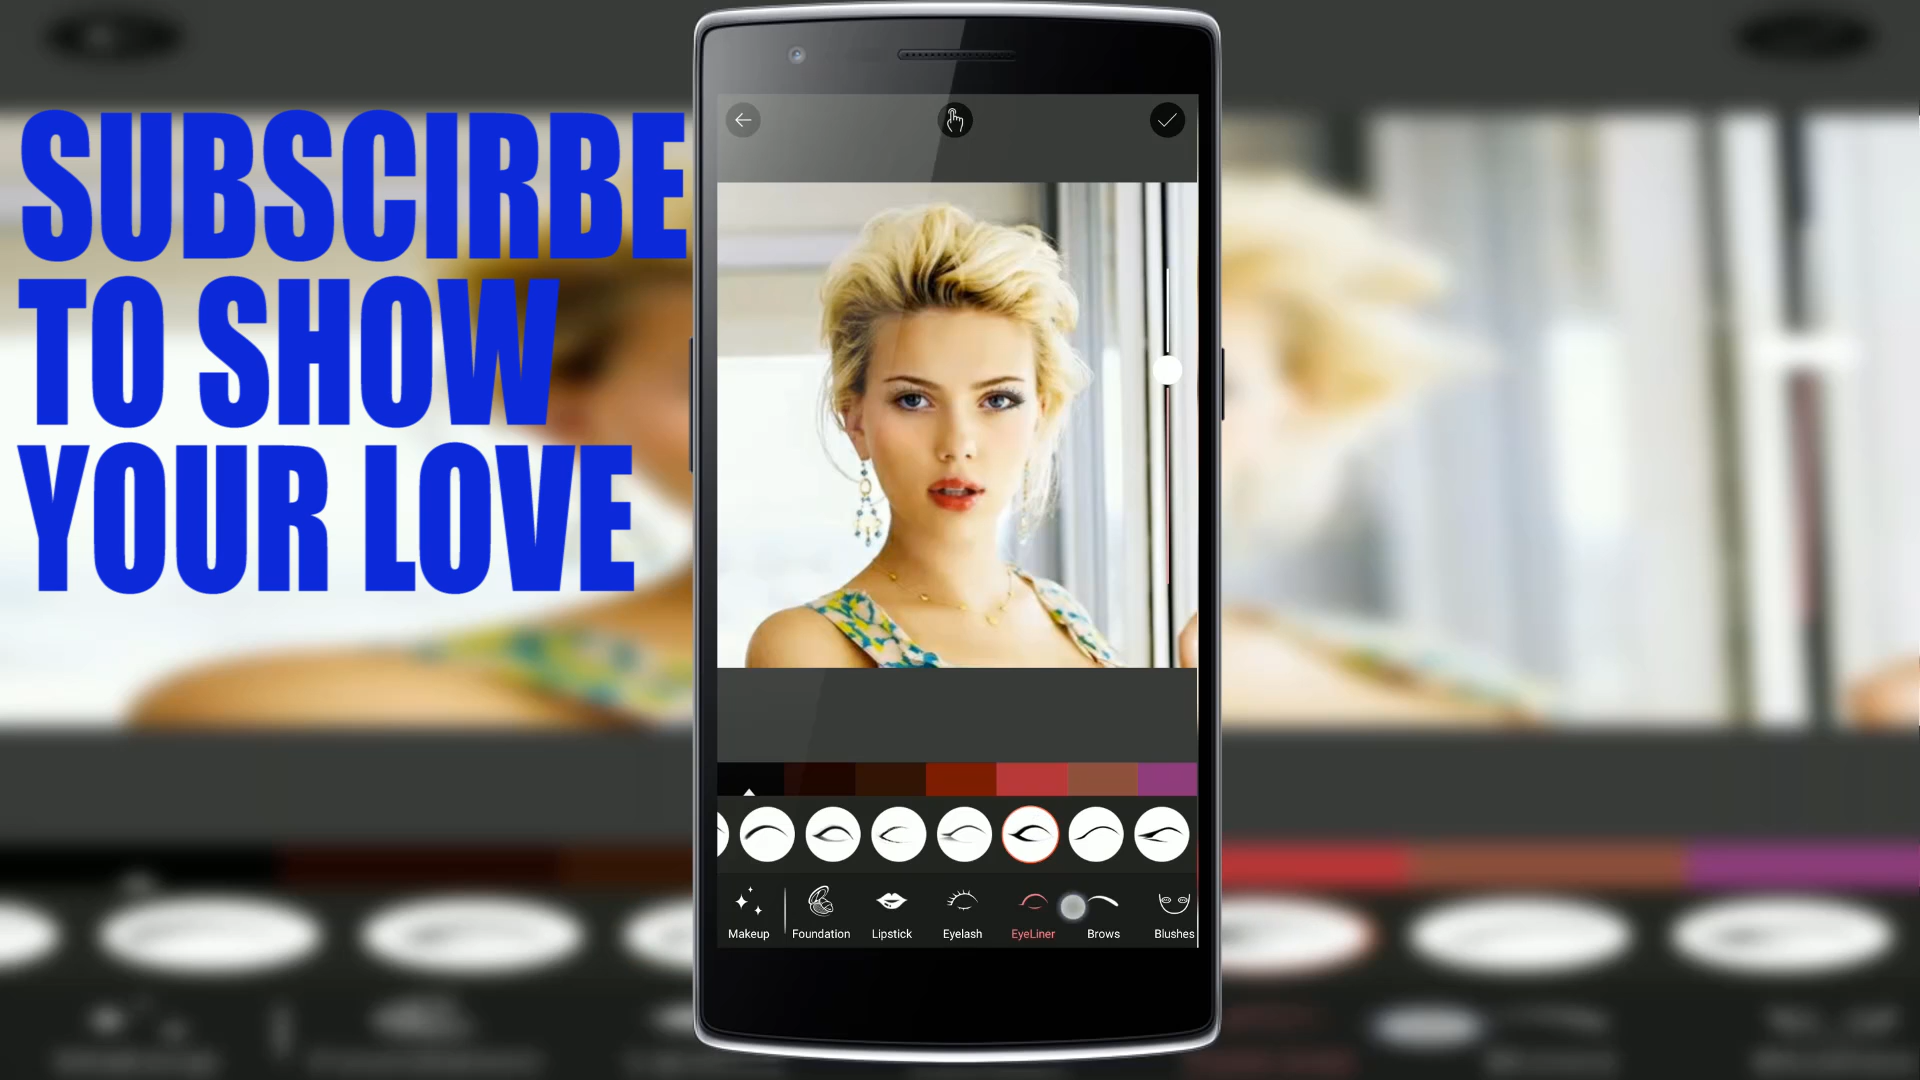 SUBSCIRBE
TO SHOW
YOUR LOVE
Makeup Foundation Lipstick Eyelash EyeLiner Brows Blushes